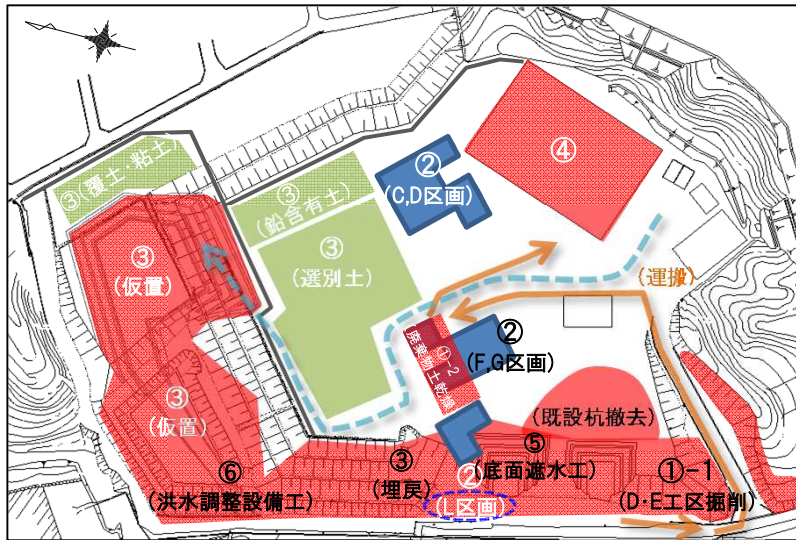 ③(覆土:粘土)
③
(鉛含有土)
②
(C,D区画)
④
③
(仮置)
③
(選別土)
(運搬)
①-2
廃棄物土乾燥
②
(F,G区画)
③
(仮置)
(既設杭撤去)
⑥
(洪水調整設備工)
③
(埋戻)
②
(L区画)
⑤
(底面遮水工)
①-1
(D・E工区掘削)